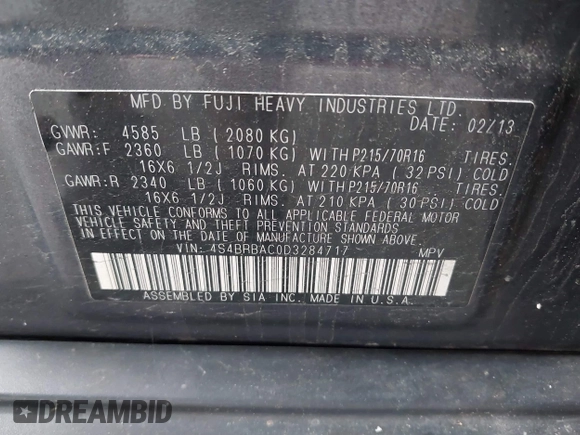 MFD BY FUJI HEAVY INDUSTRIES LTD.
DATE: 02/13
GVWR: 4585 LB (2080 KG)
GAWR:F 2360 LB (1070 KG) WITH P215/70R16 TIRES.
16X6 1/2J RIMS. AT 220 KPA (32 PSI) COLD
GAWR:R 2340 LB (1060 KG) WITH P215/70R16 TIRES.
16X6 1/2J RIMS. AT 210 KPA (30 PSI) COLD
THIS VEHICLE CONFORMS TO ALL APPLICABLE FEDERAL MOTOR
VEHICLE SAFETY AND THEFT PREVENTION STANDARDS
IN EFFECT ON THE DATE OF MANUFACTURE SHOWN ABOVE.
VIN: 4S4BRBAC0D3284717 MPV
ASSEMBLED BY SIA INC. MADE IN U.S.A.
DREAMBID